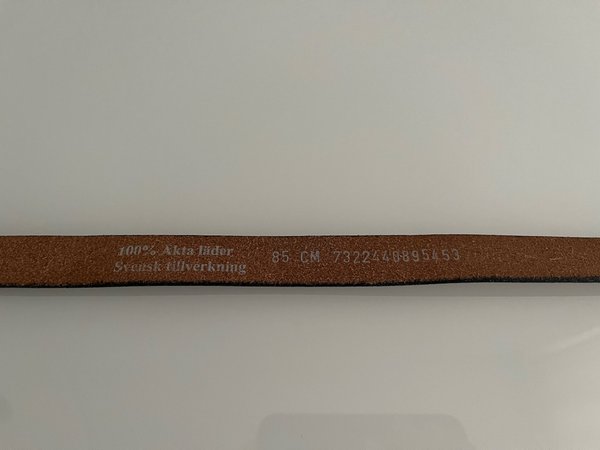 100% Äkta läder
Svensk tillverkning
85 CM 7322440895453